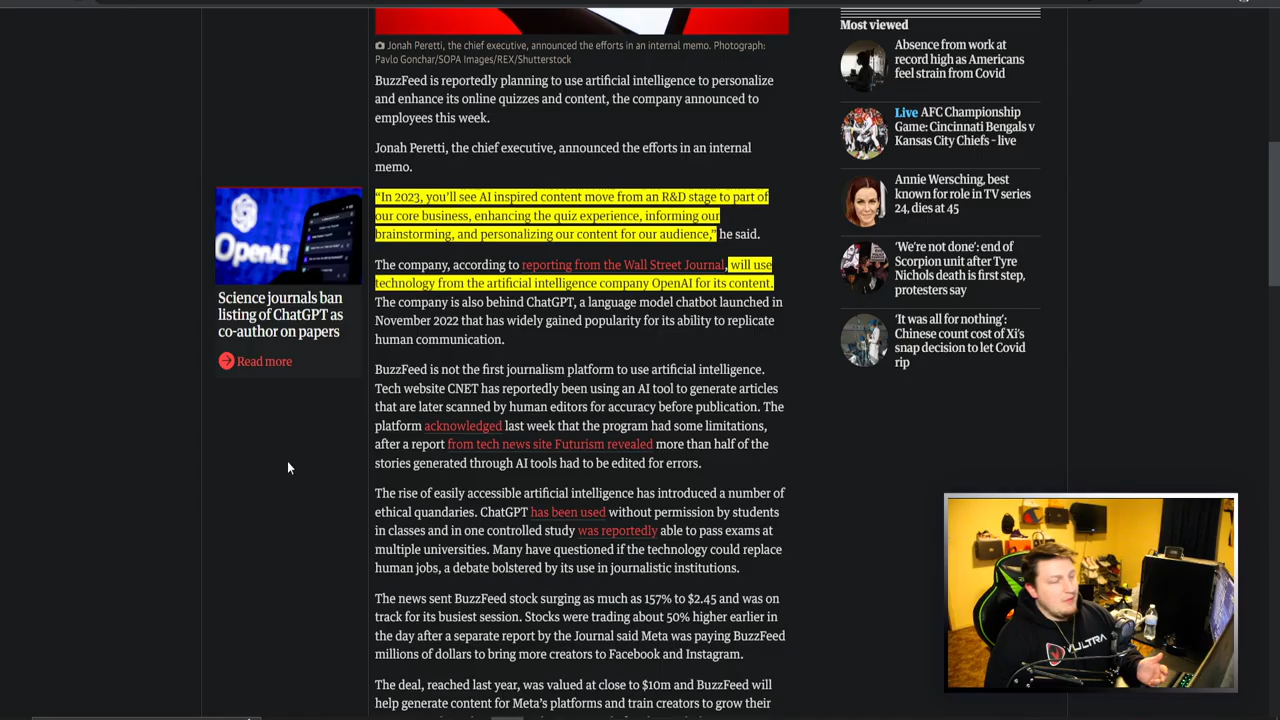 Jonah Peretti, the chief executive, announced the efforts in an internal memo. Photograph:
Pavlo Gonchar/SOPA Images/REX/Shutterstock
BuzzFeed is reportedly planning to use artificial intelligence to personalize
and enhance its online quizzes and content, the company announced to
employees this week.
Jonah Peretti, the chief executive, announced the efforts in an internal
memo.
“In 2023, you’ll see AI inspired content move from an R&D stage to part of
our core business, enhancing the quiz experience, informing our
brainstorming, and personalizing our content for our audience,” he said.
The company, according to reporting from the Wall Street Journal, will use
technology from the artificial intelligence company OpenAI for its content.
The company is also behind ChatGPT, a language model chatbot launched in
November 2022 that has widely gained popularity for its ability to replicate
human communication.
BuzzFeed is not the first journalism platform to use artificial intelligence.
Tech website CNET has reportedly been using an AI tool to generate articles
that are later scanned by human editors for accuracy before publication. The
platform acknowledged last week that the program had some limitations,
after a report from tech news site Futurism revealed more than half of the
stories generated through AI tools had to be edited for errors.
The rise of easily accessible artificial intelligence has introduced a number of
ethical quandaries. ChatGPT has been used without permission by students
in classes and in one controlled study was reportedly able to pass exams at
multiple universities. Many have questioned if the technology could replace
human jobs, a debate bolstered by its use in journalistic institutions.
The news sent BuzzFeed stock surging as much as 157% to $2.45 and was on
track for its busiest session. Stocks were trading about 50% higher earlier in
the day after a separate report by the Journal said Meta was paying BuzzFeed
millions of dollars to bring more creators to Facebook and Instagram.
The deal, reached last year, was valued at close to $10m and BuzzFeed will
help generate content for Meta’s platforms and train creators to grow their
OpenAI
Science journals ban
listing of ChatGPT as
co-author on papers
Read more
Most viewed
Absence from work at
record high as Americans
feel strain from Covid
Live AFC Championship
Game: Cincinnati Bengals v
Kansas City Chiefs – live
Annie Wersching, best
known for role in TV series
24, dies at 45
‘We’re not done’: end of
Scorpion unit after Tyre
Nichols death is first step,
protesters say
‘It was all for nothing’:
Chinese count cost of Xi’s
snap decision to let Covid
rip
VULTRA